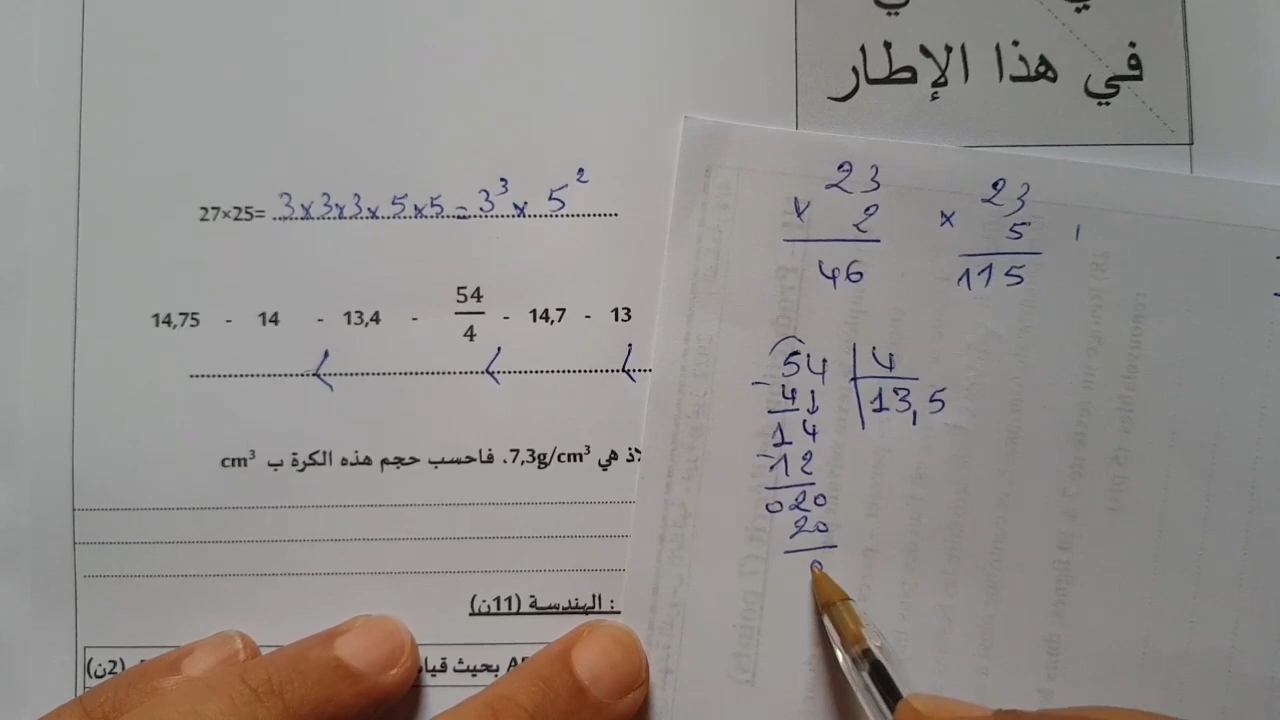 في هذا الإطار
27×25= 3×3×3×5×5=3³×5²
14,75 - 14 - 13,4 - 54/4 - 14,7 - 13
< < <
هي 7,3g/cm³. فاحسب حجم هذه الكرة ب cm³
الهندسة (11ن) :
بحيث (2ن)
23
× 2
46
23
× 5
115
54 | 4
4 | 13,5
14
12
020
20
0